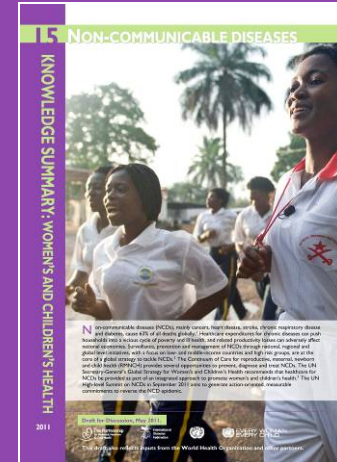 15 NON-COMMUNICABLE DISEASES
KNOWLEDGE SUMMARY: WOMEN'S AND CHILDREN'S HEALTH
Non-communicable diseases (NCDs), mainly cancers, heart disease, stroke, chronic respiratory disease
and diabetes, cause 63% of all deaths globally.¹ Healthcare expenditures for chronic diseases can push
households into a vicious cycle of poverty and ill health, and related productivity losses can adversely affect
national economies. Surveillance, prevention and management of NCDs through national, regional and
global level initiatives, with a focus on low- and middle-income countries and high risk groups, are at the
core of a global strategy to tackle NCDs.² The Continuum of Care for reproductive, maternal, newborn
and child health (RMNCH) provides several opportunities to prevent, diagnose and treat NCDs. The UN
Secretary-General's Global Strategy for Women's and Children's Health recommends that healthcare for
NCDs be provided as part of an integrated approach to promote women's and children's health.³ The UN
High-level Summit on NCDs in September 2011 aims to generate action-oriented, measurable
commitments to reverse the NCD epidemic.
2011
Draft for Discussion, May 2011.
The Partnership
International
Diabetes
Federation
EVERY WOMAN
EVERY CHILD
This draft also reflects inputs from the World Health Organization and other partners.